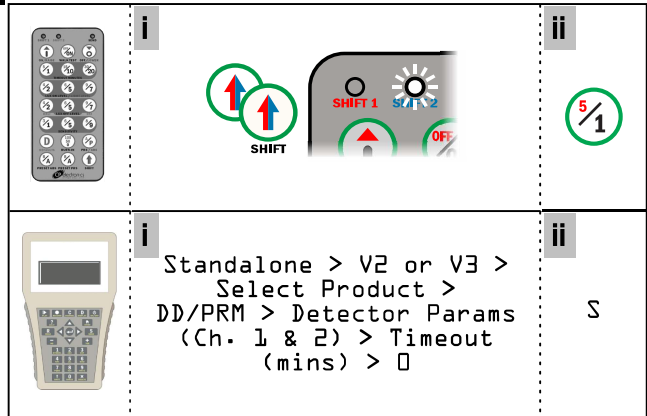 i
SHIFT 1
SHIFT 2
OFF
SHIFT
ii
5/1
i
Standalone > V2 or V3 >
Select Product >
DD/PRM > Detector Params
(Ch. 1 & 2) > Timeout
(mins) > 0
ii
S